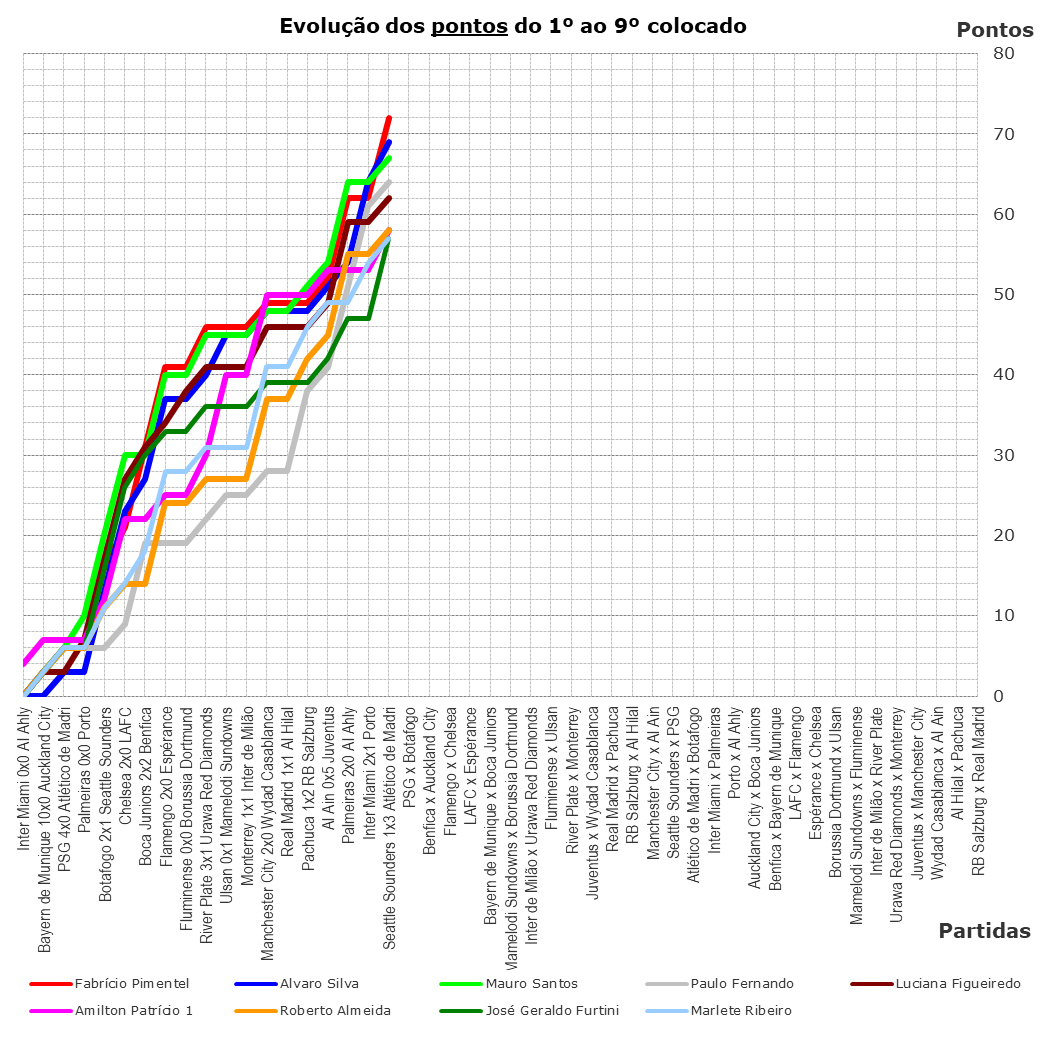 Evolução dos pontos do 1º ao 9º colocado
Pontos
80
70
60
50
40
30
20
10
0
Inter Miami 0x0 Al Ahly
Bayern de Munique 10x0 Auckland City
PSG 4x0 Atlético de Madri
Palmeiras 0x0 Porto
Botafogo 2x1 Seattle Sounders
Chelsea 2x0 LAFC
Boca Juniors 2x2 Benfica
Flamengo 2x0 Espérance
Fluminense 0x0 Borussia Dortmund
River Plate 3x1 Urawa Red Diamonds
Ulsan 0x1 Mamelodi Sundowns
Monterrey 1x1 Inter de Milão
Manchester City 2x0 Wydad Casablanca
Real Madrid 1x1 Al Hilal
Pachuca 1x2 RB Salzburg
Al Ain 0x5 Juventus
Palmeiras 2x0 Al Ahly
Inter Miami 2x1 Porto
Seattle Sounders 1x3 Atlético de Madri
PSG x Botafogo
Benfica x Auckland City
Flamengo x Chelsea
LAFC x Espérance
Bayern de Munique x Boca Juniors
Mamelodi Sundowns x Borussia Dortmund
Inter de Milão x Urawa Red Diamonds
Fluminense x Ulsan
River Plate x Monterrey
Juventus x Wydad Casablanca
Real Madrid x Pachuca
RB Salzburg x Al Hilal
Manchester City x Al Ain
Seattle Sounders x PSG
Atlético de Madri x Botafogo
Inter Miami x Palmeiras
Porto x Al Ahly
Auckland City x Boca Juniors
Benfica x Bayern de Munique
LAFC x Flamengo
Espérance x Chelsea
Borussia Dortmund x Ulsan
Mamelodi Sundowns x Fluminense
Inter de Milão x River Plate
Urawa Red Diamonds x Monterrey
Juventus x Manchester City
Wydad Casablanca x Al Ain
Al Hilal x Pachuca
RB Salzburg x Real Madrid
Partidas
Fabrício Pimentel
Alvaro Silva
Mauro Santos
Paulo Fernando
Luciana Figueiredo
Amilton Patrício 1
Roberto Almeida
José Geraldo Furtini
Marlete Ribeiro